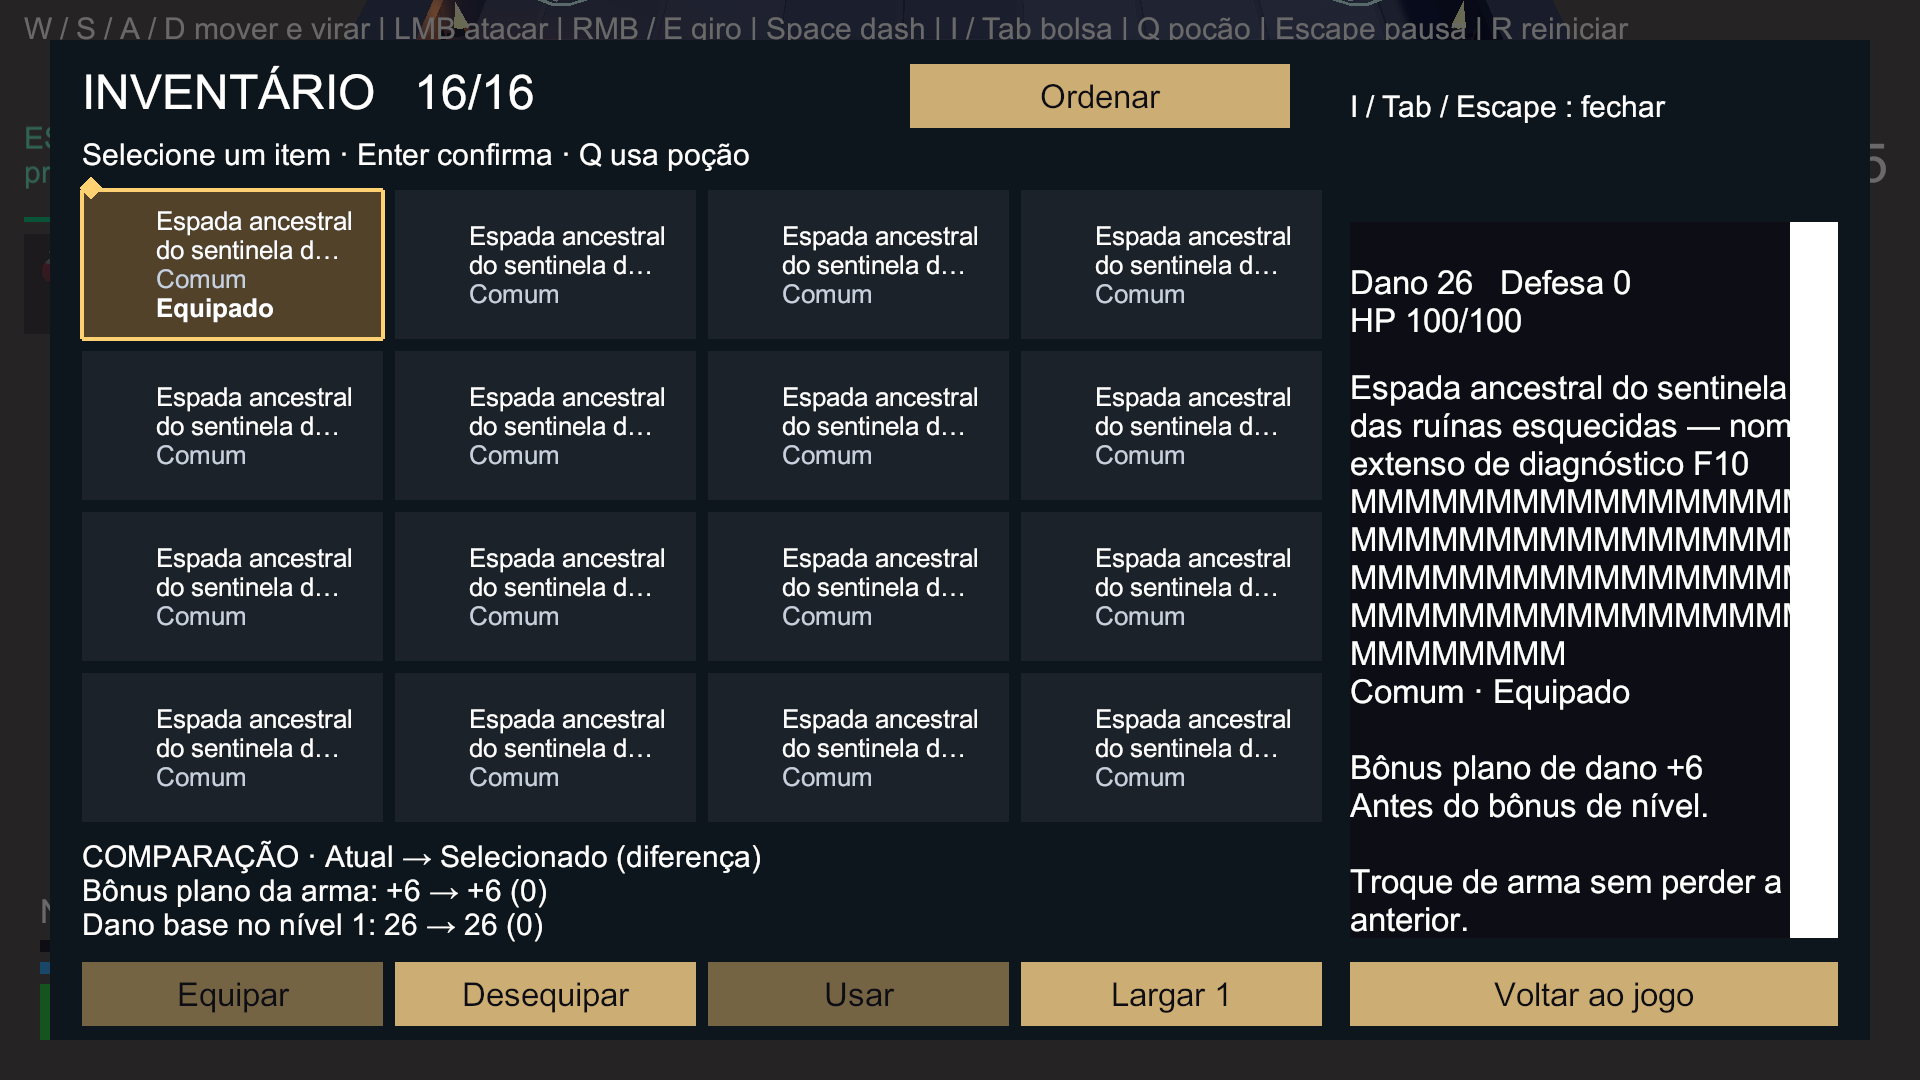 W / S / A / D mover e virar | LMB atacar | RMB / E giro | Space dash | I / Tab bolsa | Q poção | Escape pausa | R reiniciar
INVENTÁRIO 16/16
Ordenar
I / Tab / Escape : fechar
Selecione um item · Enter confirma · Q usa poção
Espada ancestral
do sentinela d…
Comum
Equipado
Espada ancestral
do sentinela d…
Comum
Espada ancestral
do sentinela d…
Comum
Espada ancestral
do sentinela d…
Comum
Espada ancestral
do sentinela d…
Comum
Espada ancestral
do sentinela d…
Comum
Espada ancestral
do sentinela d…
Comum
Espada ancestral
do sentinela d…
Comum
Espada ancestral
do sentinela d…
Comum
Espada ancestral
do sentinela d…
Comum
Espada ancestral
do sentinela d…
Comum
Espada ancestral
do sentinela d…
Comum
Espada ancestral
do sentinela d…
Comum
Espada ancestral
do sentinela d…
Comum
Espada ancestral
do sentinela d…
Comum
Espada ancestral
do sentinela d…
Comum
Dano 26 Defesa 0
HP 100/100
Espada ancestral do sentinela
das ruínas esquecidas — nom
extenso de diagnóstico F10
MMMMMMMMMMMMMMMMM
MMMMMMMMMMMMMMMMM
MMMMMMMMMMMMMMMMM
MMMMMMMMMMMMMMMMM
MMMMMMMM
Comum · Equipado
Bônus plano de dano +6
Antes do bônus de nível.
Troque de arma sem perder a
anterior.
COMPARAÇÃO · Atual → Selecionado (diferença)
Bônus plano da arma: +6 → +6 (0)
Dano base no nível 1: 26 → 26 (0)
Equipar
Desequipar
Usar
Largar 1
Voltar ao jogo